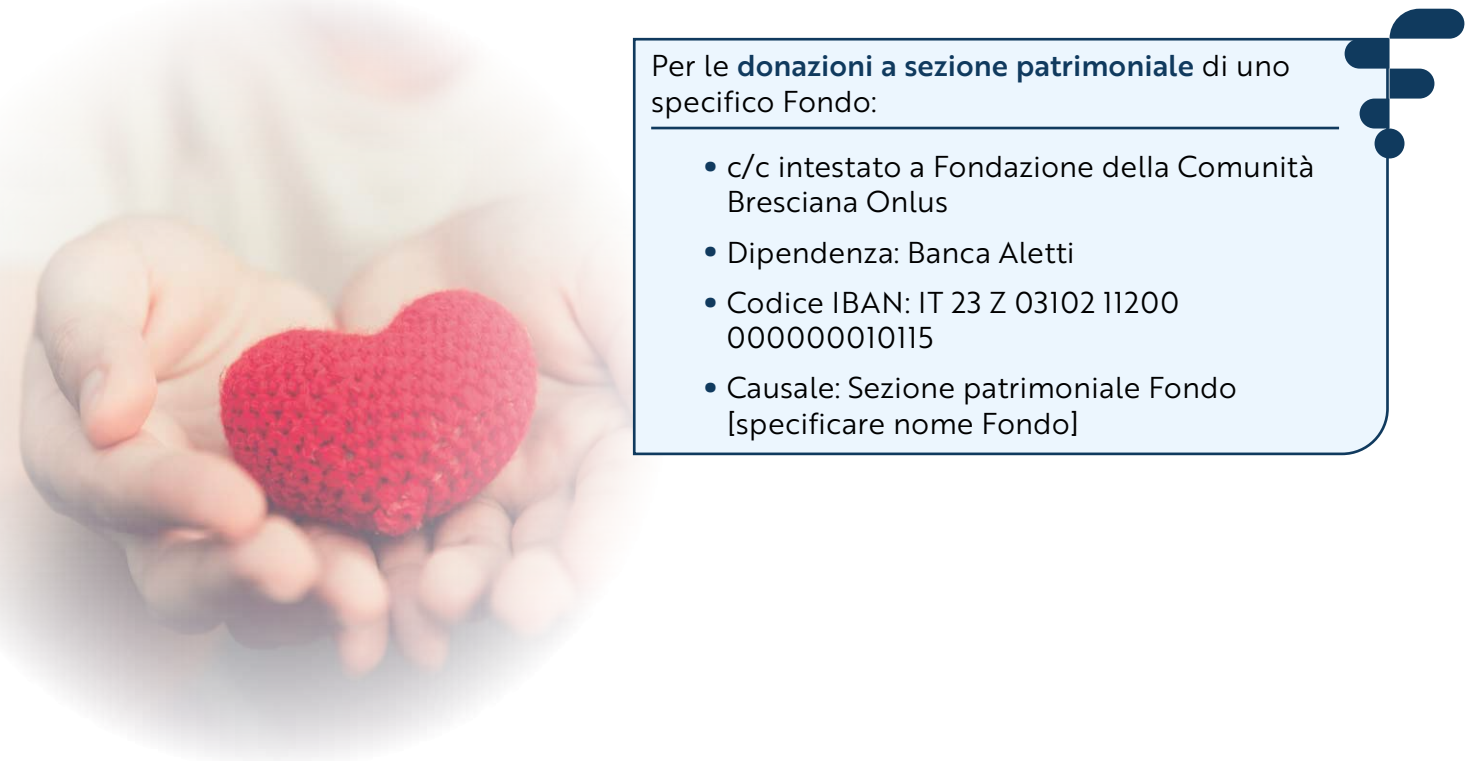 Per le donazioni a sezione patrimoniale di uno
specifico Fondo:
• c/c intestato a Fondazione della Comunità
Bresciana Onlus
• Dipendenza: Banca Aletti
• Codice IBAN: IT 23 Z 03102 11200
000000010115
• Causale: Sezione patrimoniale Fondo
[specificare nome Fondo]